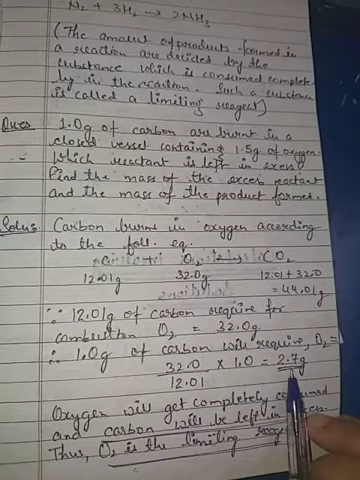 N2 + 3H2 → 2NH3
(The amount of products formed in
a reaction are decided by the
substance which is consumed complete
ly in the reaction. Such a substance
is called a limiting reagent)
Ques 1.0g of carbon are burnt in a
closed vessel containing 1.5g of oxygen.
Which reactant is left in excess
Find the mass of the excess reactant
and the mass of the product formed.
Soluo. Carbon burns in oxygen according
to the foll. eq.
O2 → CO2
12.01g 32.0g 12.01 + 32.0
= 44.01g
∵ 12.01g of carbon require for
combustion O2 = 32.0g
∴ 1.0g of carbon will require, O2 =
32.0 × 1.0 = 2.7g
12.01
Oxygen will get completely consumed
and carbon will be left in excess.
Thus, O2 is the limiting reagent